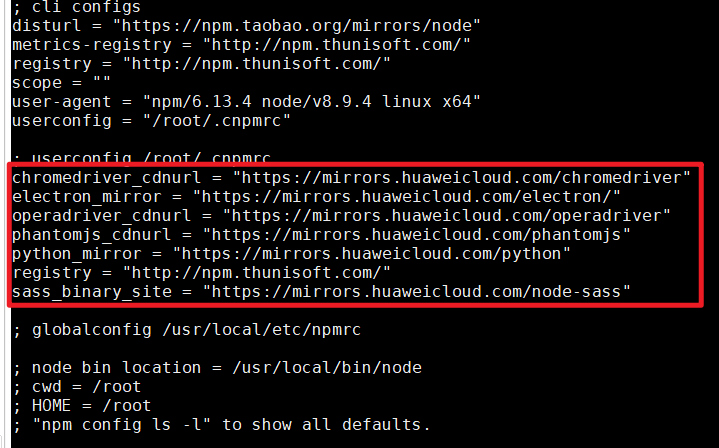 ; cli configs
disturl = "https://npm.taobao.org/mirrors/node"
metrics-registry = "http://npm.thunisoft.com/"
registry = "http://npm.thunisoft.com/"
scope = ""
user-agent = "npm/6.13.4 node/v8.9.4 linux x64"
userconfig = "/root/.cnpmrc"
; userconfig /root/.cnpmrc
chromedriver_cdnurl = "https://mirrors.huaweicloud.com/chromedriver"
electron_mirror = "https://mirrors.huaweicloud.com/electron/"
operadriver_cdnurl = "https://mirrors.huaweicloud.com/operadriver"
phantomjs_cdnurl = "https://mirrors.huaweicloud.com/phantomjs"
python_mirror = "https://mirrors.huaweicloud.com/python"
registry = "http://npm.thunisoft.com/"
sass_binary_site = "https://mirrors.huaweicloud.com/node-sass"
; globalconfig /usr/local/etc/npmrc
; node bin location = /usr/local/bin/node
; cwd = /root
; HOME = /root
; "npm config ls -l" to show all defaults.